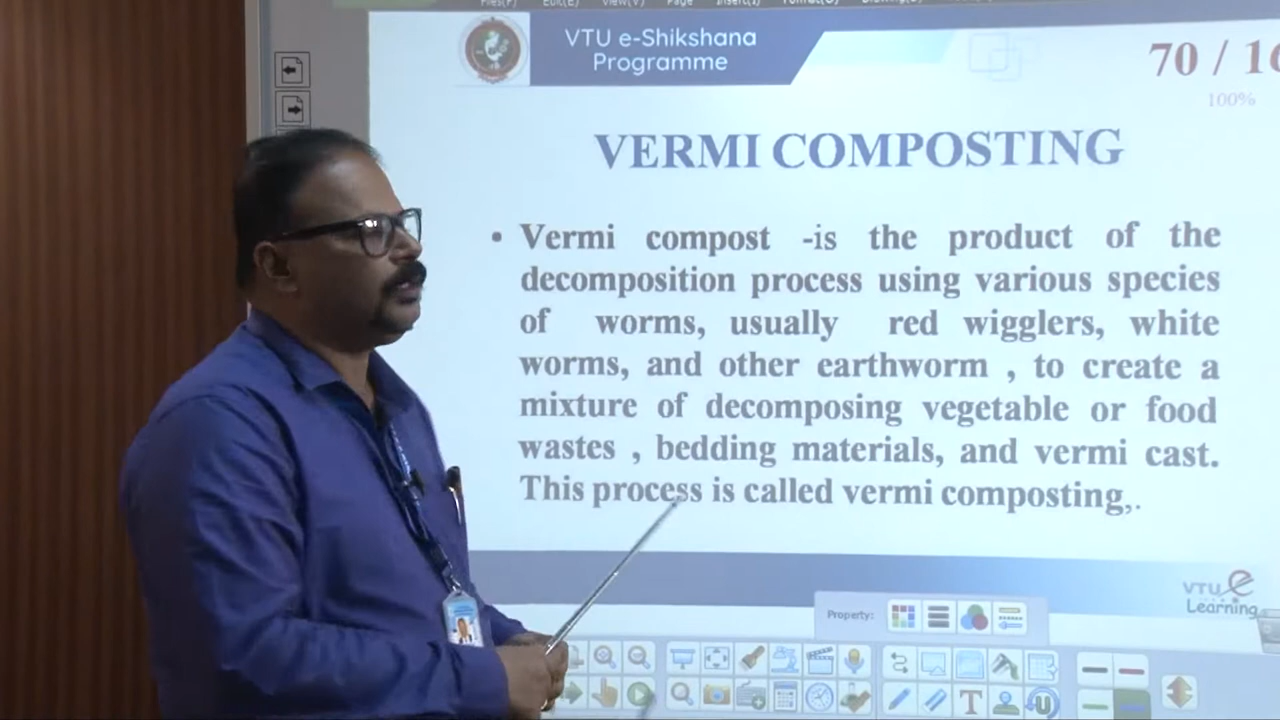 Edit(E)
Page
VTU e-Shikshana
Programme
70 / 16
100%
VERMI COMPOSTING
• Vermi compost -is the product of the
decomposition process using various species
of worms, usually red wigglers, white
worms, and other earthworm , to create a
mixture of decomposing vegetable or food
wastes , bedding materials, and vermi cast.
This process is called vermi composting,.
VTU e
Learning
Property:
T
U